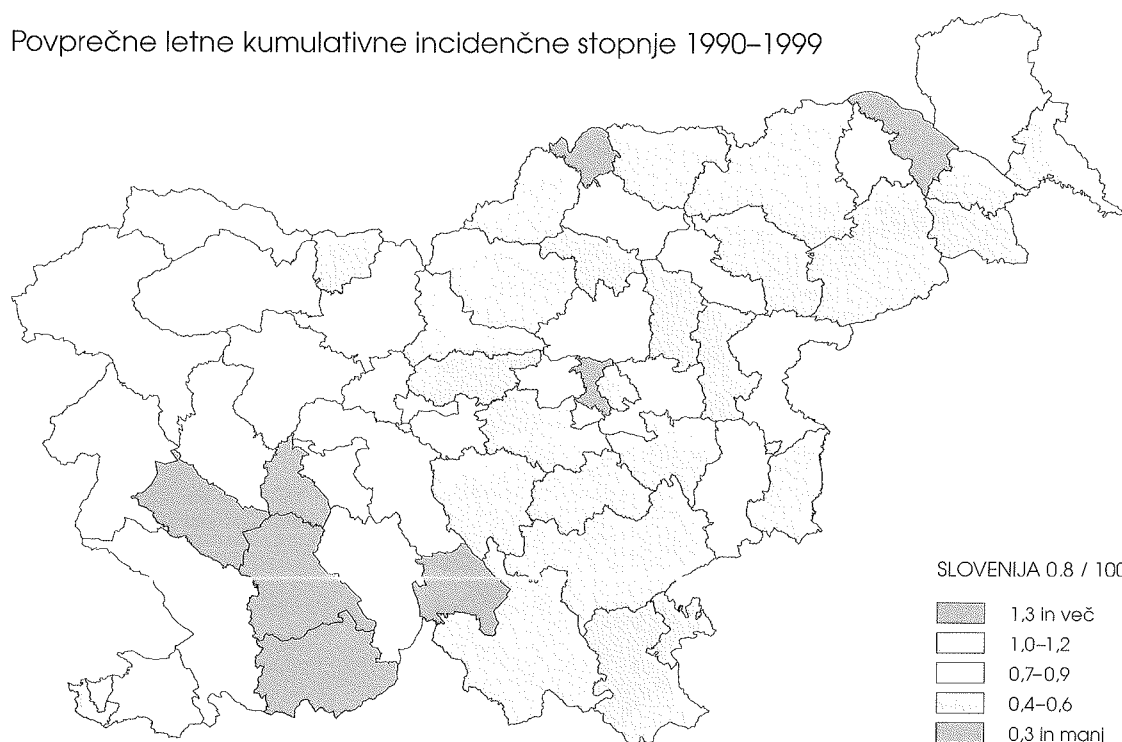 Povprečne letne kumulativne incidenčne stopnje 1990–1999
SLOVENIJA 0.8 / 100
1,3 in več
1,0–1,2
0,7–0,9
0,4–0,6
0,3 in manj